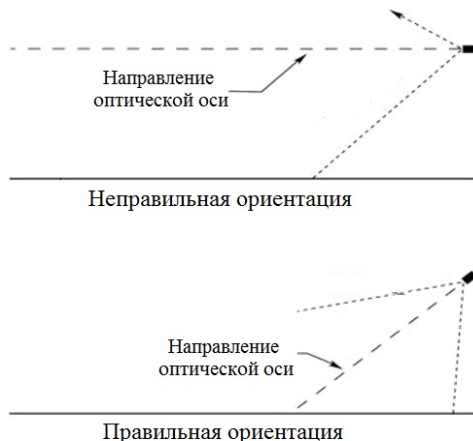 Направление
оптической оси
Неправильная ориентация
Направление
оптической оси
Правильная ориентация